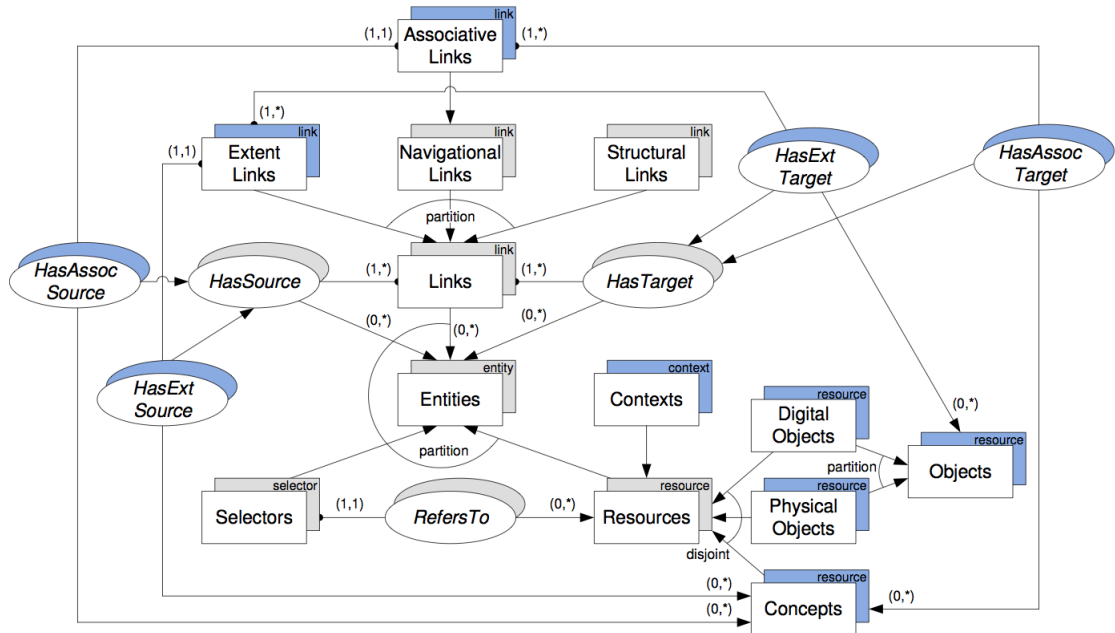 link
(1,1)
Associative
Links
(1,*)
(1,*)
link
link
link
(1,1)
Extent
Links
Navigational
Links
Structural
Links
HasExt
Target
HasAssoc
Target
partition
link
HasAssoc
Source
HasSource
(1,*)
Links
(1,*)
HasTarget
(0,*)
(0,*)
(0,*)
entity
context
HasExt
Source
Entities
Contexts
resource
Digital
Objects
(0,*)
resource
partition
partition
Objects
selector
resource
resource
Selectors
(1,1)
RefersTo
(0,*)
Resources
Physical
Objects
disjoint
resource
(0,*)
(0,*)
Concepts
(0,*)